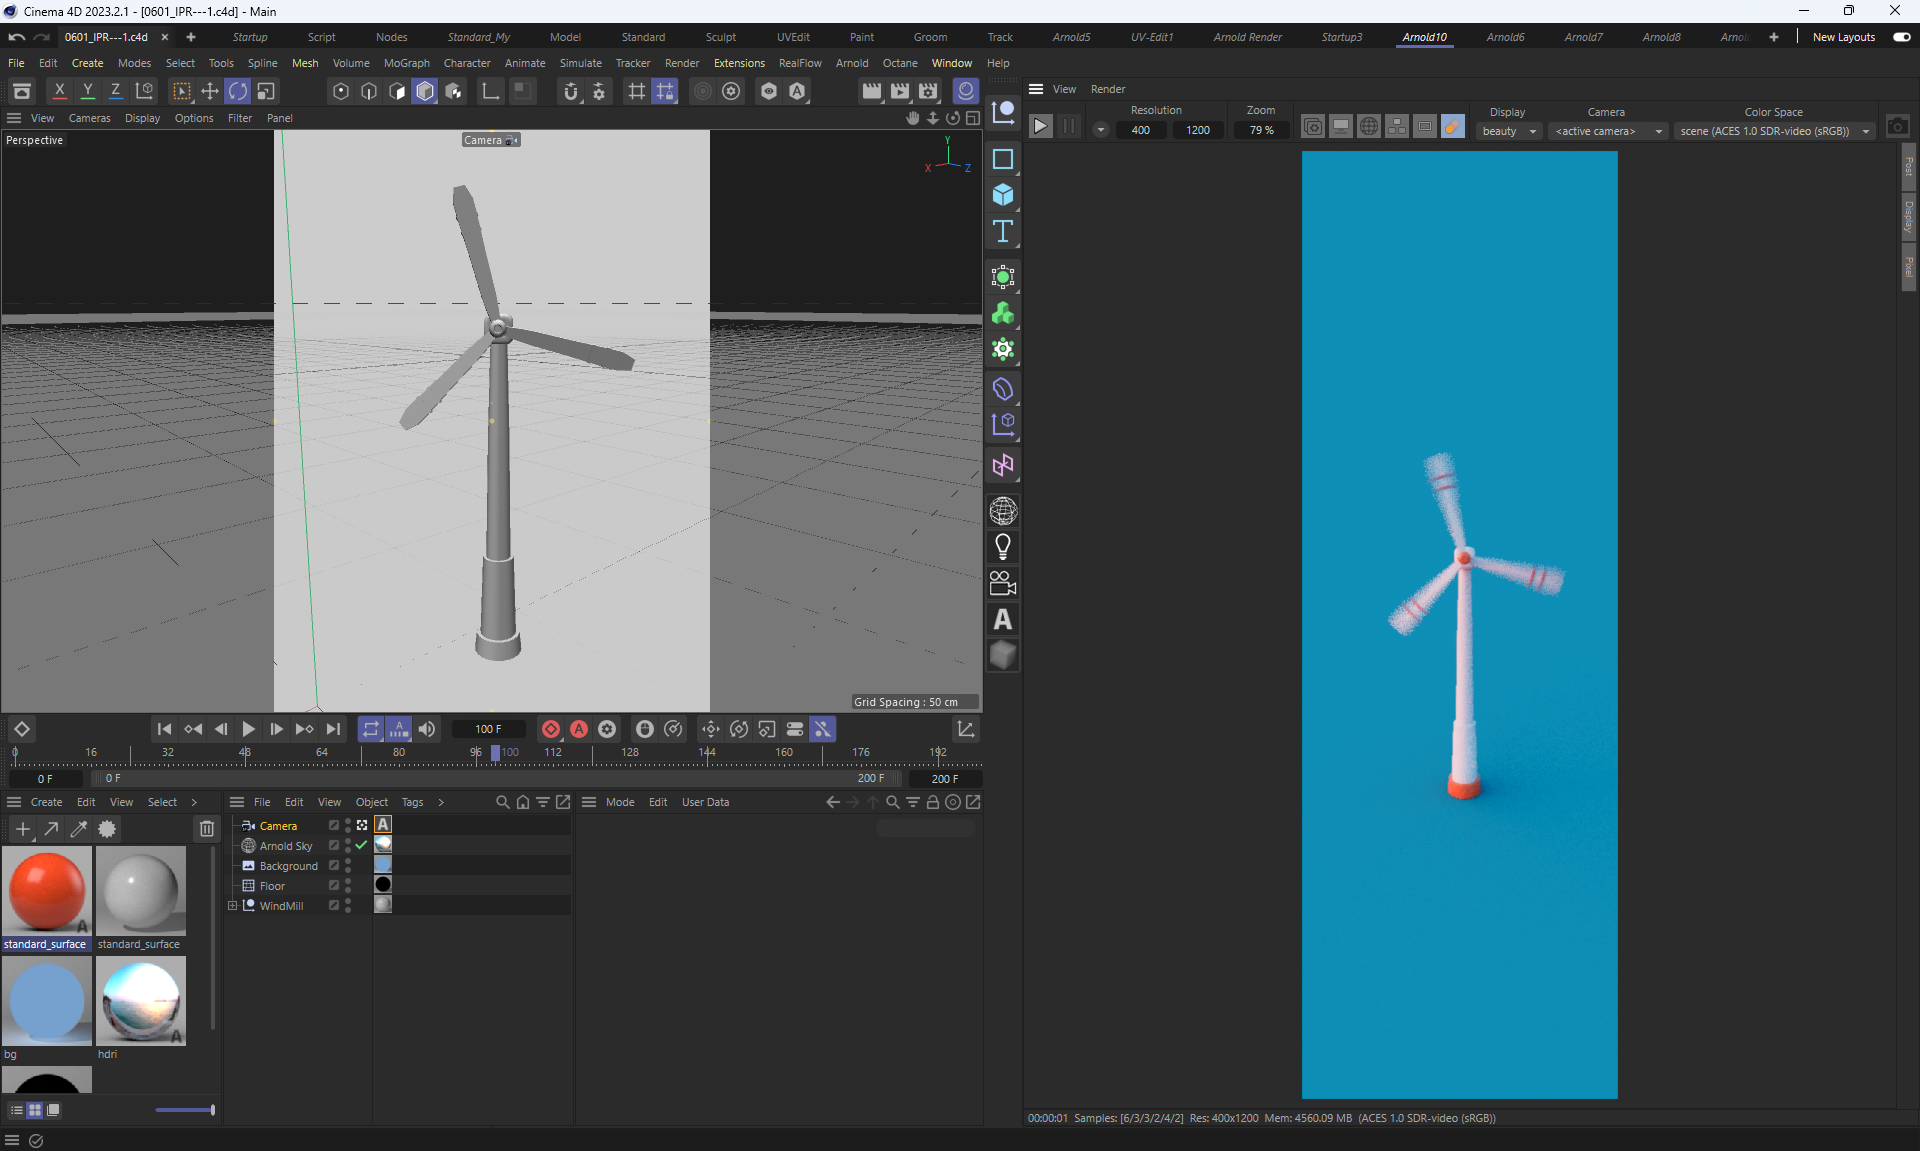 Cinema 4D 2023.2.1 - [0601_IPR---1.c4d] - Main
0601_IPR---1.c4d × + Startup Script Nodes Standard_My Model Standard Sculpt UVEdit Paint Groom Track Arnold5 UV-Edit1 Arnold Render Startup3 Arnold10 Arnold6 Arnold7 Arnold8 + New Layouts
File Edit Create Modes Select Tools Spline Mesh Volume MoGraph Character Animate Simulate Tracker Render Extensions RealFlow Arnold Octane Window Help
X Y Z
View Render
View Cameras Display Options Filter Panel
Resolution Zoom Display Camera Color Space
400 1200 79 % beauty <active camera> scene (ACES 1.0 SDR-video (sRGB))
Perspective
Camera
Y
X Z
Post
Display
Pixel
T
A
Grid Spacing : 50 cm
100 F
0 16 32 48 64 80 96 100 112 128 144 160 176 192
0 F 0 F 200 F 200 F
Create Edit View Select >
File Edit View Object Tags >
Mode Edit User Data
Camera
Arnold Sky
Background
Floor
WindMill
standard_surface standard_surface
bg hdri
00:00:01 Samples: [6/3/3/2/4/2] Res: 400x1200 Mem: 4560.09 MB (ACES 1.0 SDR-video (sRGB))